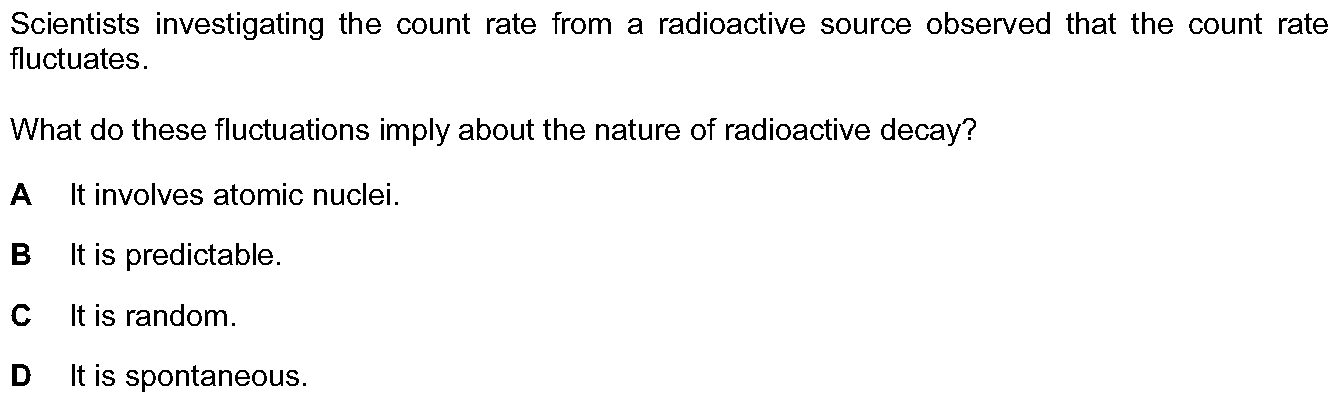 Scientists investigating the count rate from a radioactive source observed that the count rate
fluctuates.
What do these fluctuations imply about the nature of radioactive decay?
A It involves atomic nuclei.
B It is predictable.
C It is random.
D It is spontaneous.